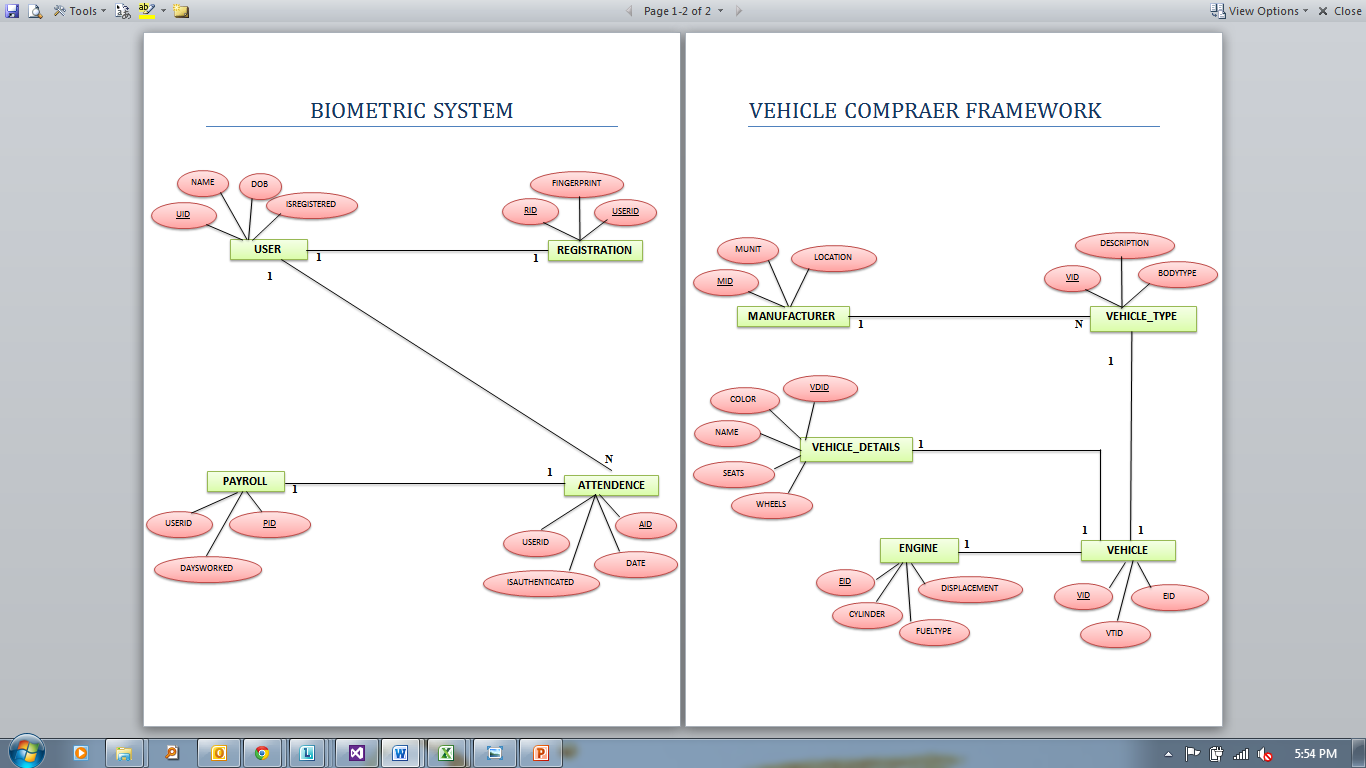 Tools
Page 1-2 of 2
View Options
Close
BIOMETRIC SYSTEM
NAME
DOB
UID
ISREGISTERED
USER
1
1
FINGERPRINT
RID
USERID
REGISTRATION
1
N
PAYROLL
1
1
ATTENDENCE
USERID
PID
DAYSWORKED
USERID
AID
DATE
ISAUTHENTICATED
VEHICLE COMPRAER FRAMEWORK
MUNIT
LOCATION
MID
MANUFACTURER
1
N
DESCRIPTION
VID
BODYTYPE
VEHICLE_TYPE
1
COLOR
VDID
NAME
VEHICLE_DETAILS
1
SEATS
WHEELS
ENGINE
1
1
1
VEHICLE
EID
DISPLACEMENT
CYLINDER
FUELTYPE
VID
EID
VTID
5:54 PM